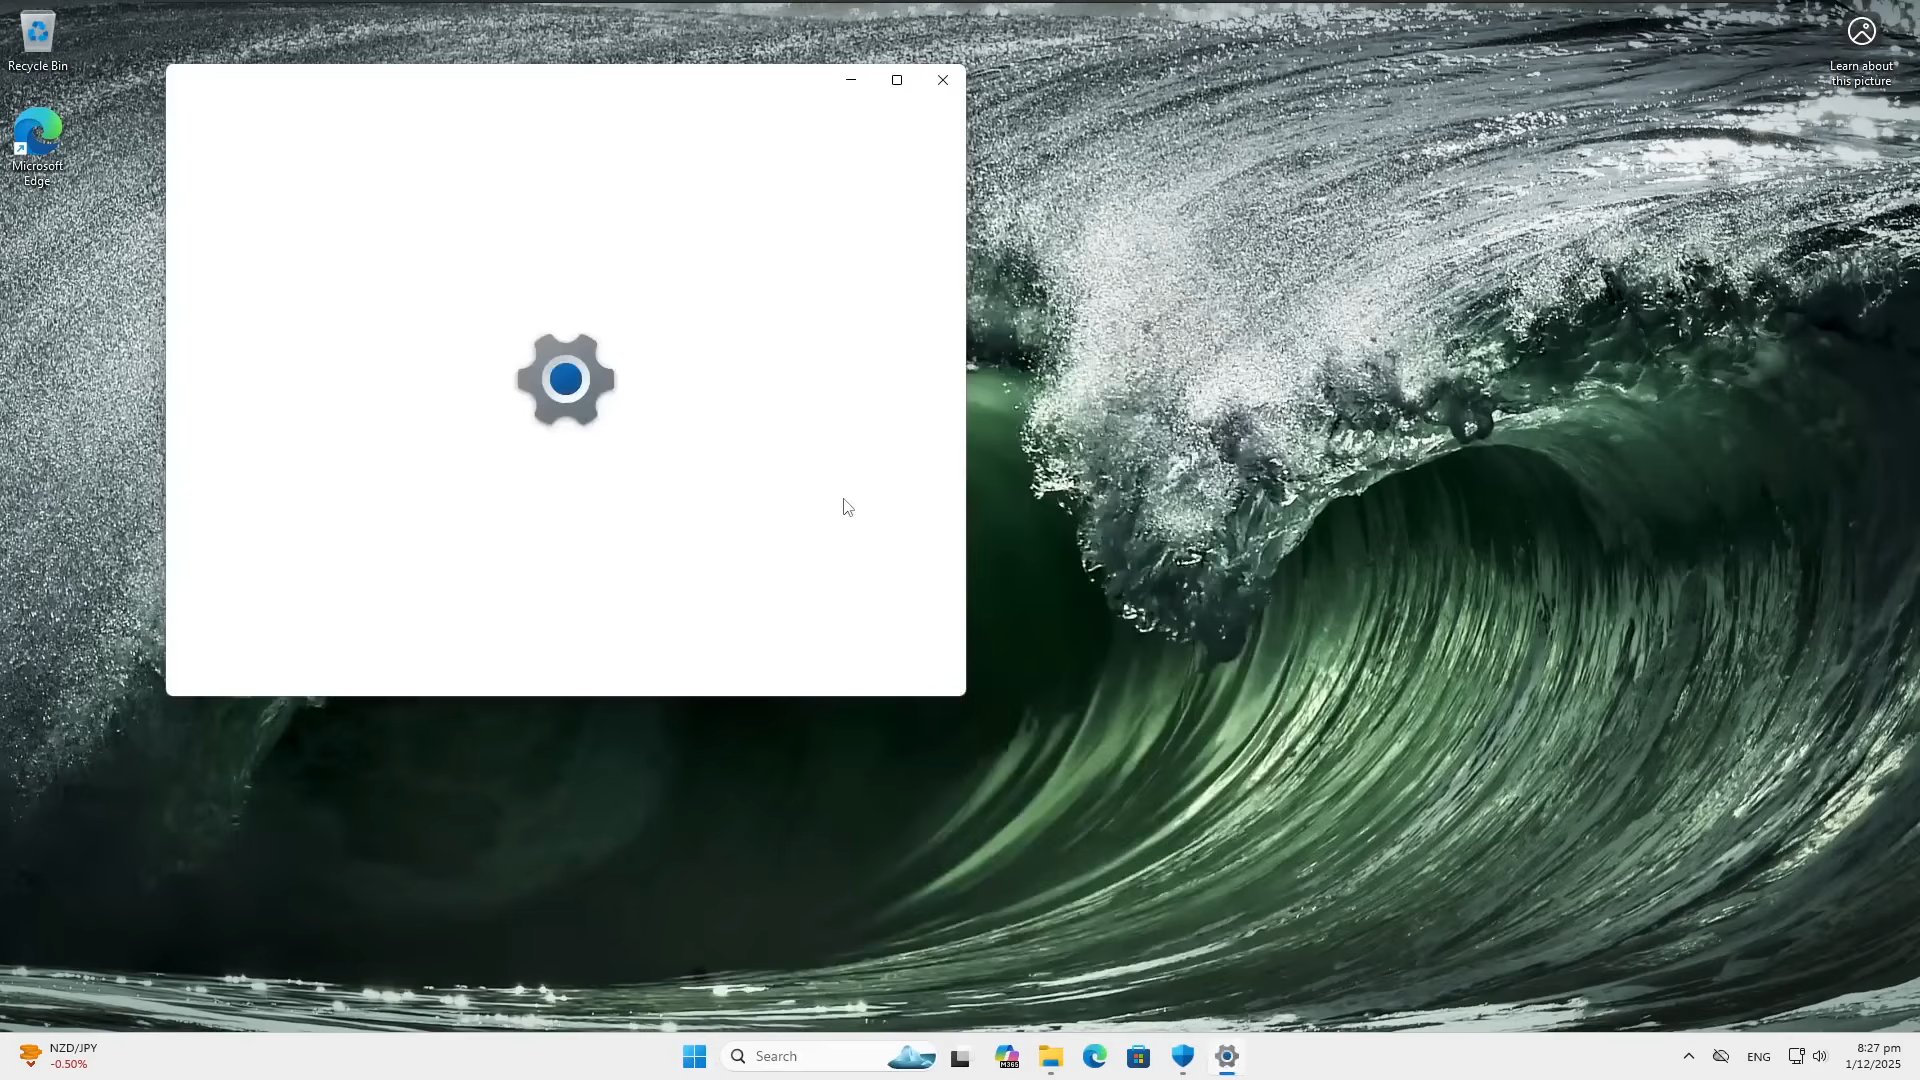 Recycle Bin
Microsoft
Edge
Learn about
this picture
NZD/JPY
-0.50%
Search
M365
ENG
8:27 pm
1/12/2025